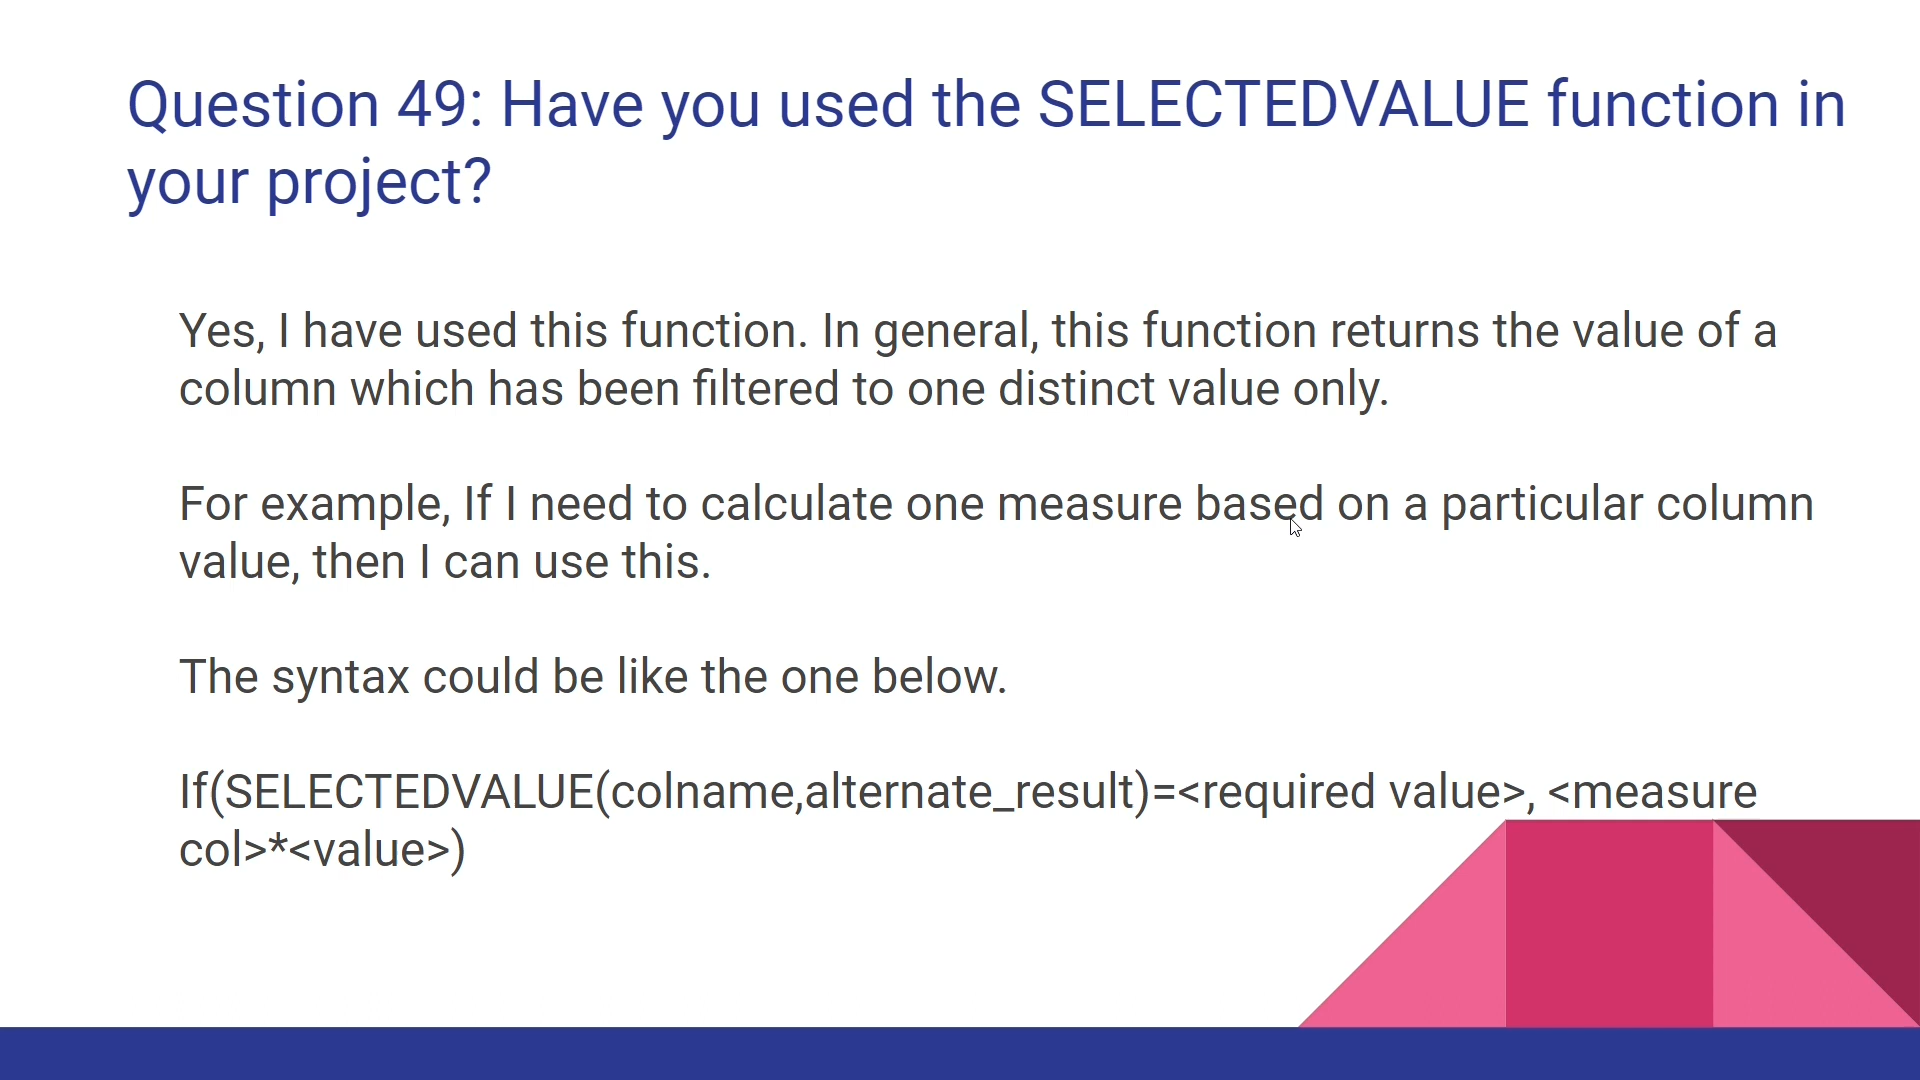 Question 49: Have you used the SELECTEDVALUE function in
your project?
Yes, I have used this function. In general, this function returns the value of a
column which has been filtered to one distinct value only.
For example, If I need to calculate one measure based on a particular column
value, then I can use this.
The syntax could be like the one below.
If(SELECTEDVALUE(colname,alternate_result)=<required value>, <measure
col>*<value>)